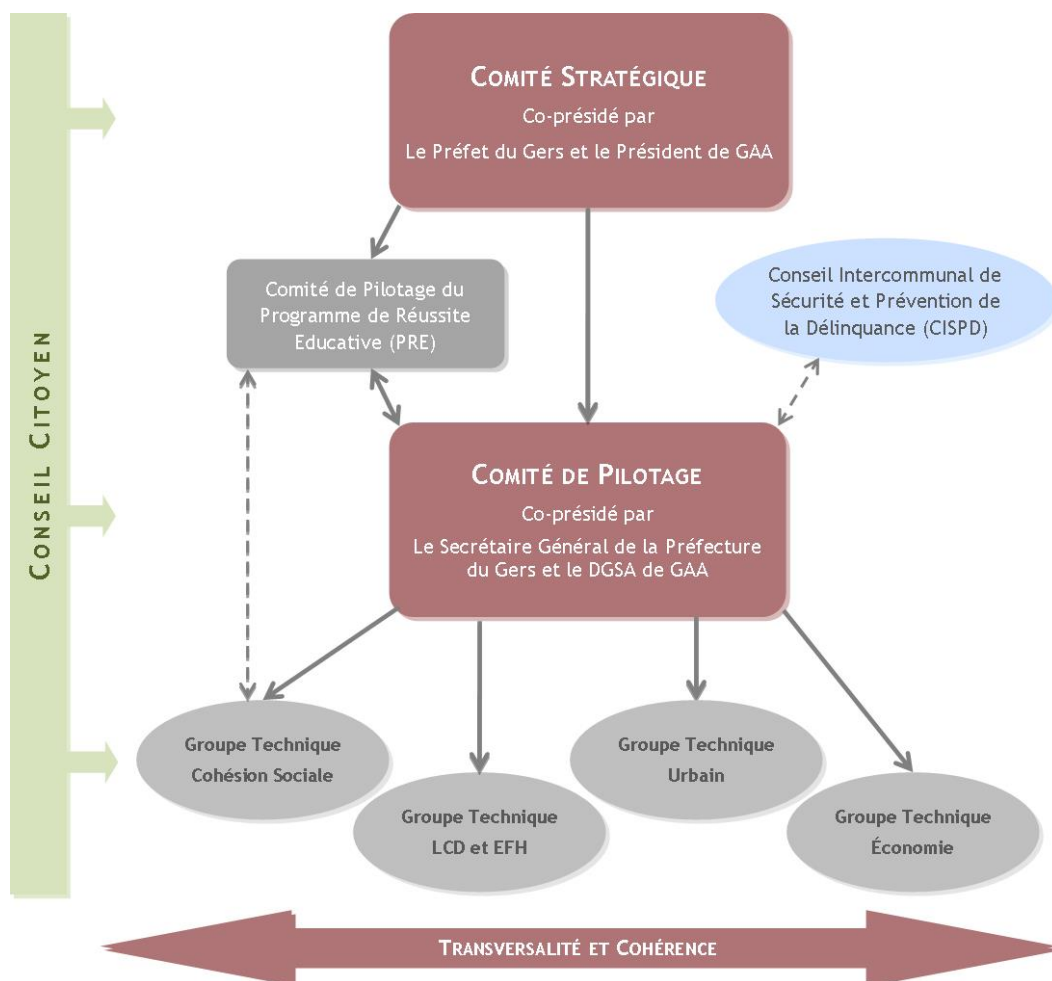 COMITÉ STRATÉGIQUE
Co-présidé par
Le Préfet du Gers et le Président de GAA
Comité de Pilotage du
Programme de Réussite
Educative (PRE)
Conseil Intercommunal de
Sécurité et Prévention de
la Délinquance (CISPD)
CONSEIL CITOYEN
COMITÉ DE PILOTAGE
Co-présidé par
Le Secrétaire Général de la Préfecture
du Gers et le DGSA de GAA
Groupe Technique
Cohésion Sociale
Groupe Technique
LCD et EFH
Groupe Technique
Urbain
Groupe Technique
Économie
TRANSVERSALITÉ ET COHÉRENCE